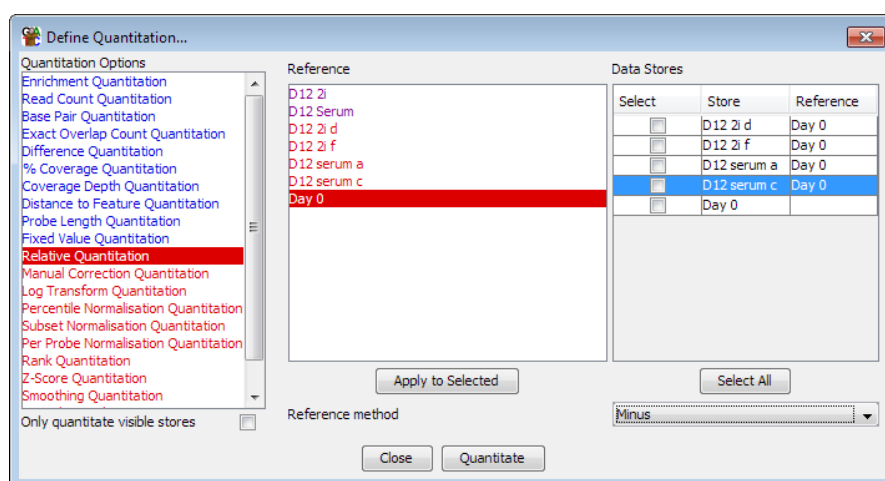 Define Quantitation...
Quantitation Options
Enrichment Quantitation
Read Count Quantitation
Base Pair Quantitation
Exact Overlap Count Quantitation
Difference Quantitation
% Coverage Quantitation
Coverage Depth Quantitation
Distance to Feature Quantitation
Probe Length Quantitation
Fixed Value Quantitation
Relative Quantitation
Manual Correction Quantitation
Log Transform Quantitation
Percentile Normalisation Quantitation
Subset Normalisation Quantitation
Per Probe Normalisation Quantitation
Rank Quantitation
Z-Score Quantitation
Smoothing Quantitation
Only quantitate visible stores
Reference
D12 2i
D12 Serum
D12 2i d
D12 2i f
D12 serum a
D12 serum c
Day 0
Apply to Selected
Reference method
Data Stores
Select Store Reference
D12 2i d Day 0
D12 2i f Day 0
D12 serum a Day 0
D12 serum c Day 0
Day 0
Select All
Minus
Close Quantitate